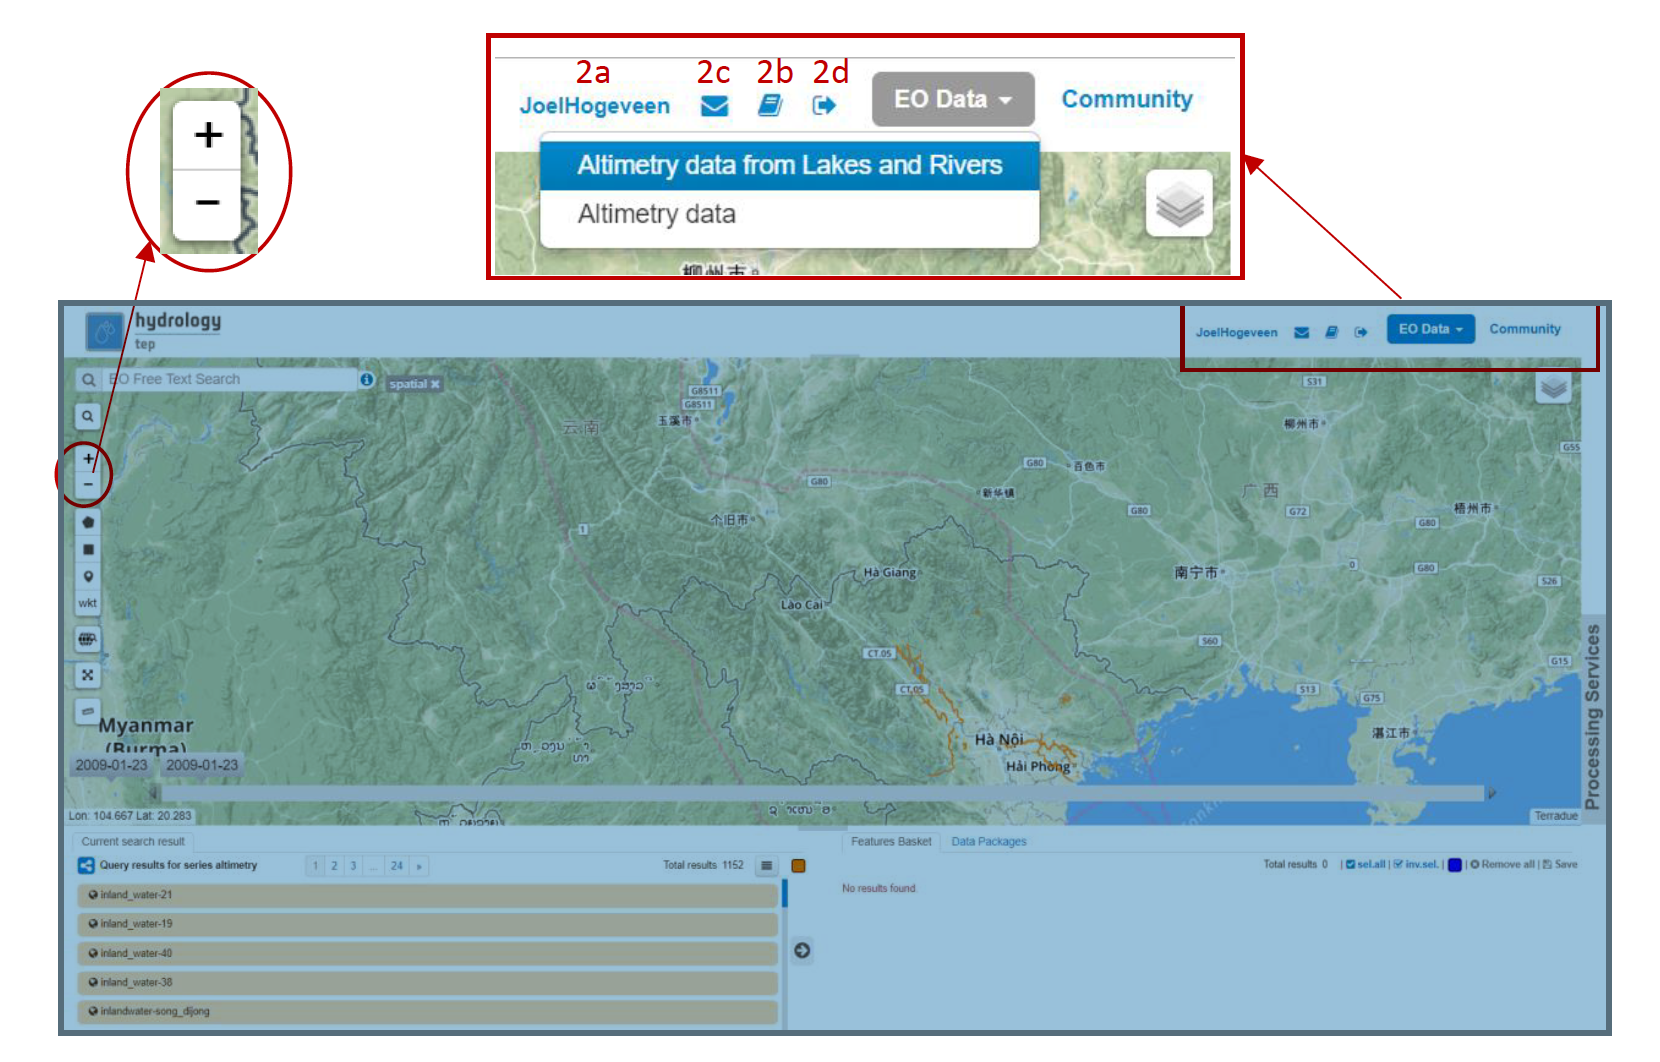 2a 2c 2b 2d
JoelHogeveen EO Data Community
Altimetry data from Lakes and Rivers
Altimetry data
柳州市
+
−
hydrology
tep
JoelHogeveen EO Data Community
EO Free Text Search
spatial ✖
G8511
G8511
S31
云南
玉溪市
柳州市
G55
+
−
G80
百色市
G80
新华镇
广西
个旧市
G80
G72
G80
梧州市
1
Hà Giang
南宁市
0
G80
S26
Lào Cai
wkt
S60
CT.05
G15
CT.05
S13
G75
Myanmar
(Burma)
Hà Nội
湛江市
Hải Phòng
Processing Services
2009-01-23 2009-01-23
Lon: 104.667 Lat: 20.283
Terradue
Current search result
Features Basket Data Packages
Query results for series altimetry 1 2 3 ... 24 » Total results 1152
Total results 0 | sel.all | inv.sel. | | Remove all | Save
No results found
inland_water-21
inland_water-19
inland_water-40
inland_water-38
inlandwater-song_dijong